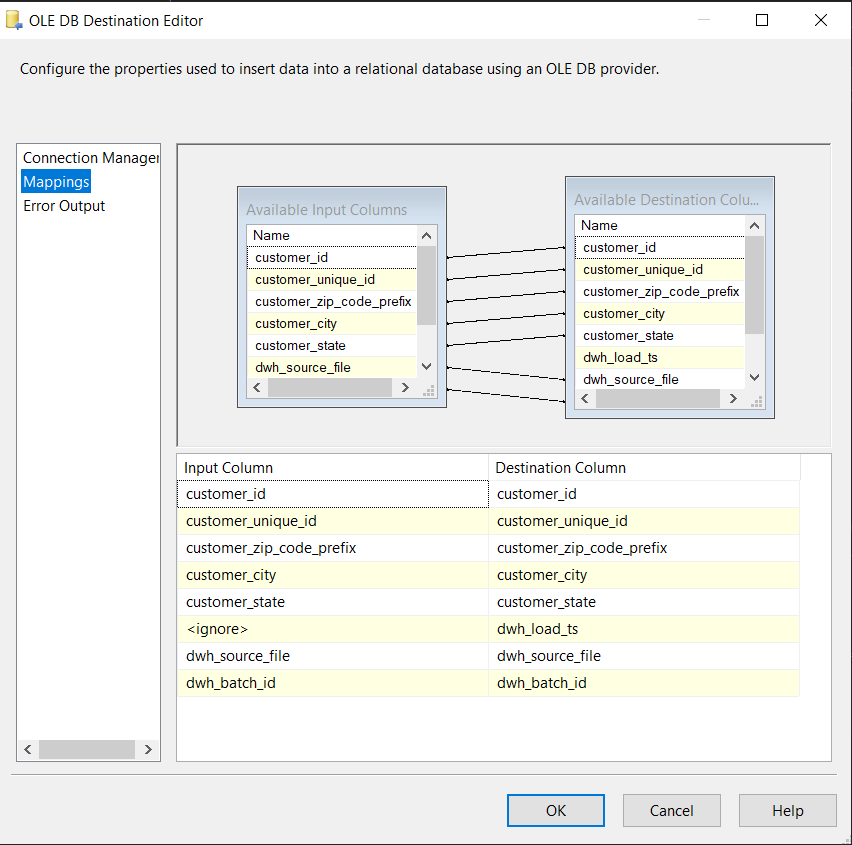 OLE DB Destination Editor
Configure the properties used to insert data into a relational database using an OLE DB provider.
Connection Manager
Mappings
Error Output
Available Input Columns
Name
customer_id
customer_unique_id
customer_zip_code_prefix
customer_city
customer_state
dwh_source_file
Available Destination Colu...
Name
customer_id
customer_unique_id
customer_zip_code_prefix
customer_city
customer_state
dwh_load_ts
dwh_source_file
Input Column Destination Column
customer_id customer_id
customer_unique_id customer_unique_id
customer_zip_code_prefix customer_zip_code_prefix
customer_city customer_city
customer_state customer_state
<ignore> dwh_load_ts
dwh_source_file dwh_source_file
dwh_batch_id dwh_batch_id
OK Cancel Help